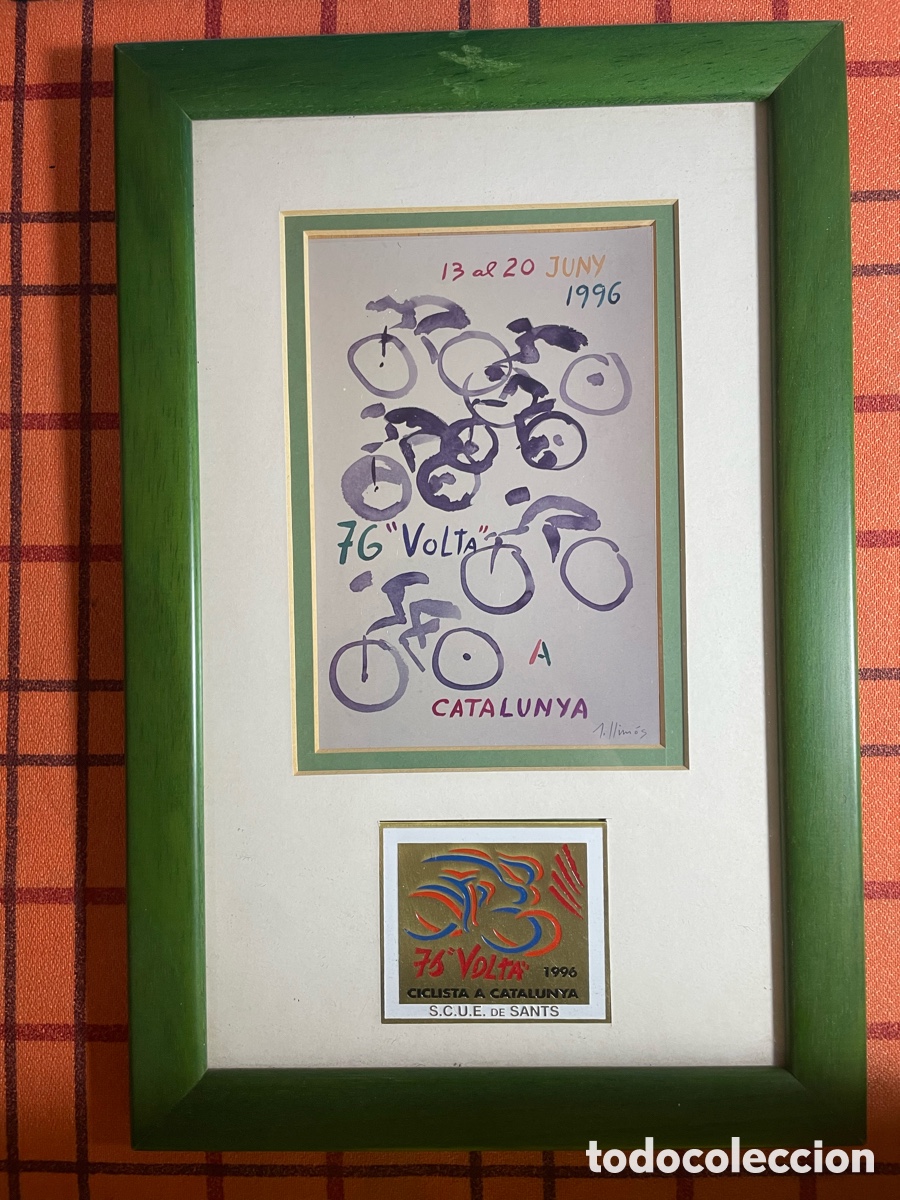 13 al 20 JUNY
1996
76 "VOLTA"
A
CATALUNYA
76 "VOLTA" 1996
CICLISTA A CATALUNYA
S.C.U.E. DE SANTS
todocoleccion